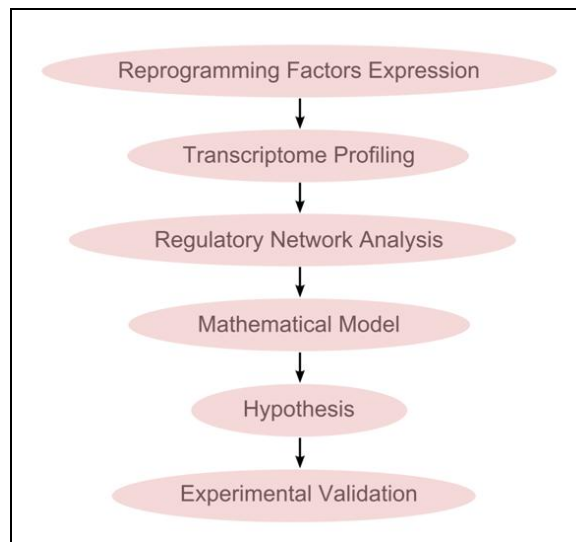 Reprogramming Factors Expression
Transcriptome Profiling
Regulatory Network Analysis
Mathematical Model
Hypothesis
Experimental Validation